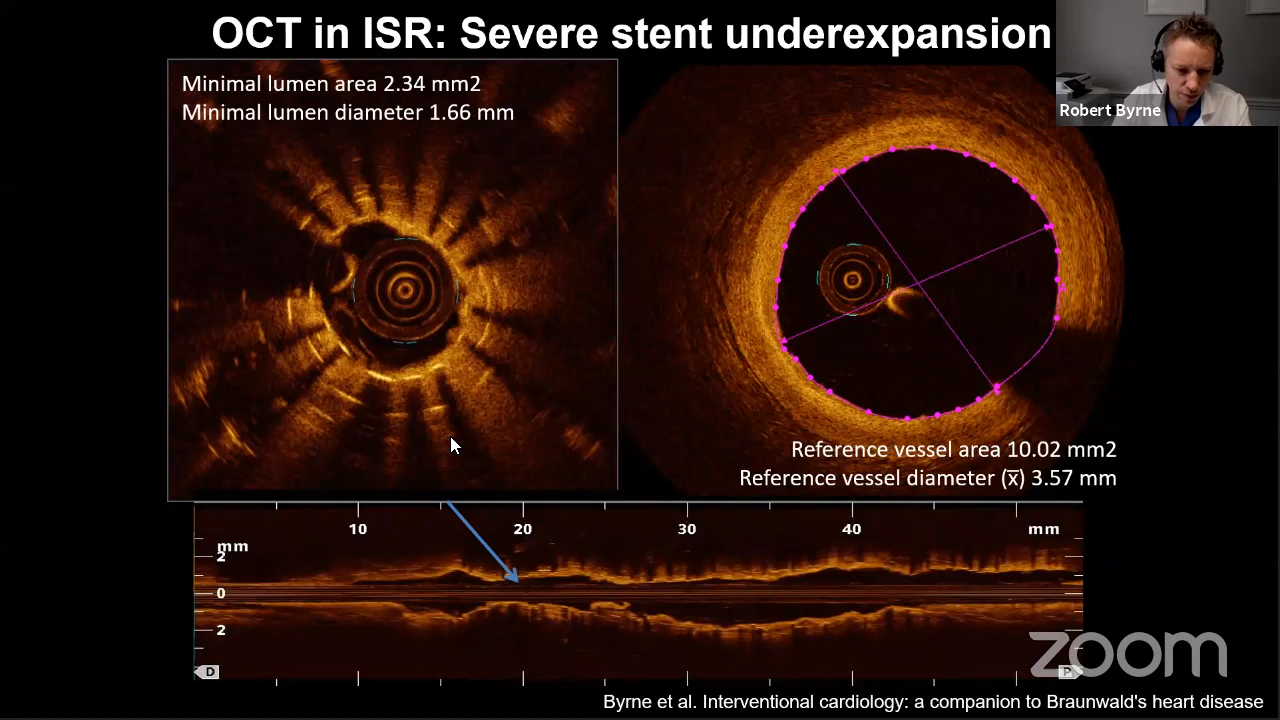 OCT in ISR: Severe stent underexpansion
Minimal lumen area 2.34 mm2
Minimal lumen diameter 1.66 mm
Robert Byrne
Reference vessel area 10.02 mm2
Reference vessel diameter (x̅) 3.57 mm
10 20 30 40 mm
mm
2
0
2
D P
zoom
Byrne et al. Interventional cardiology: a companion to Braunwald's heart disease